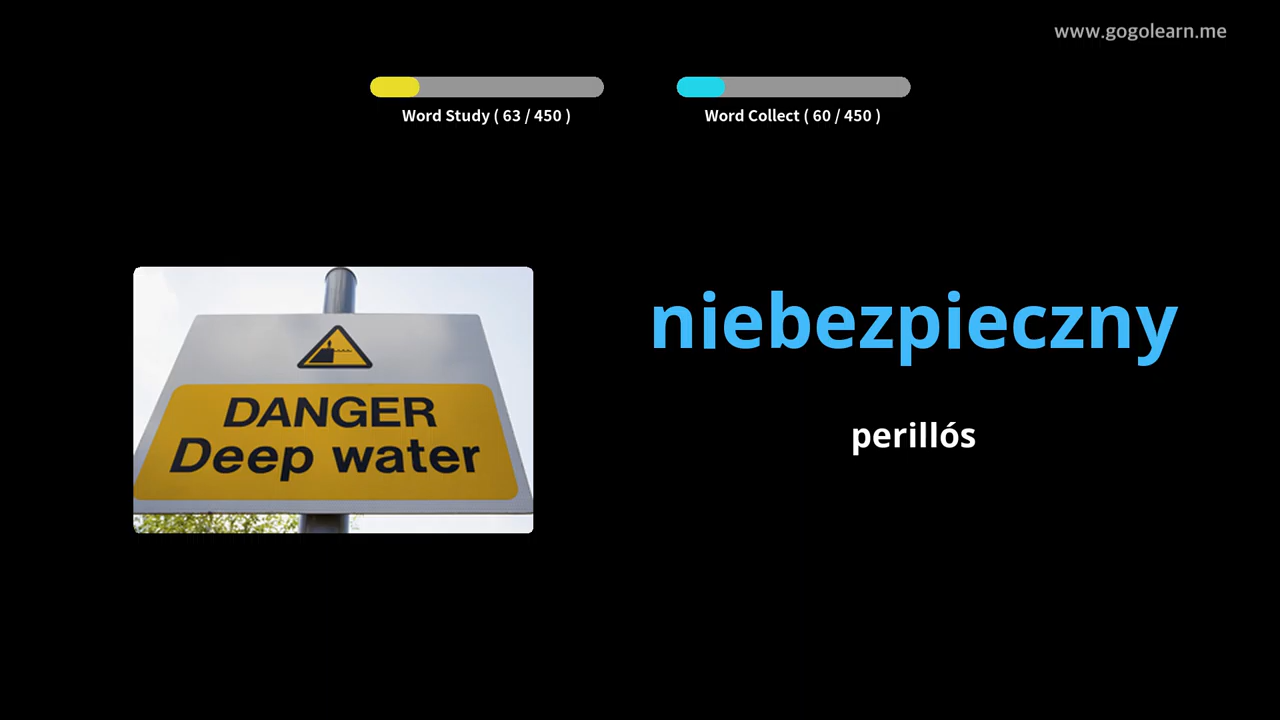 www.gogolearn.me
Word Study ( 63 / 450 )
Word Collect ( 60 / 450 )
DANGER
Deep water
niebezpieczny
perillós